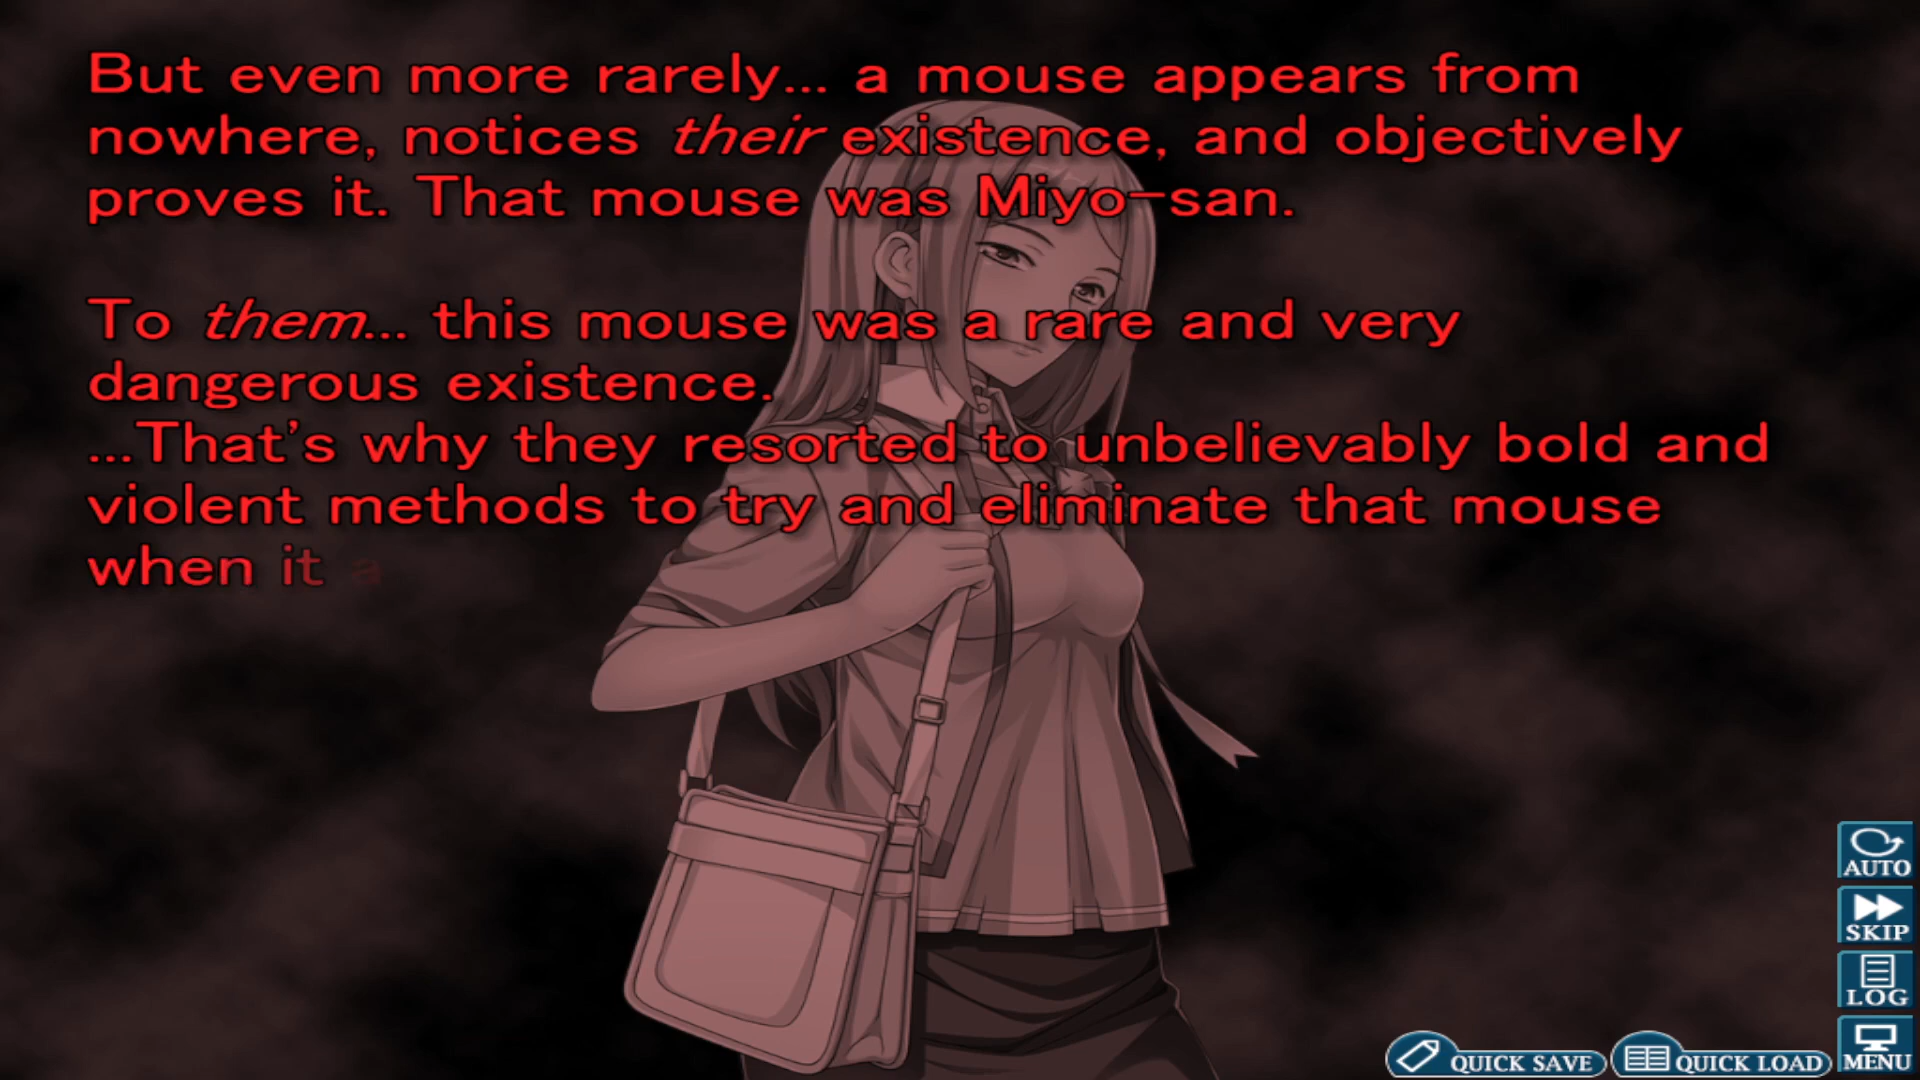 But even more rarely... a mouse appears from
nowhere, notices their existence, and objectively
proves it. That mouse was Miyo-san.
To them... this mouse was a rare and very
dangerous existence.
...That's why they resorted to unbelievably bold and
violent methods to try and eliminate that mouse
when it a
AUTO
SKIP
LOG
MENU
QUICK SAVE
QUICK LOAD